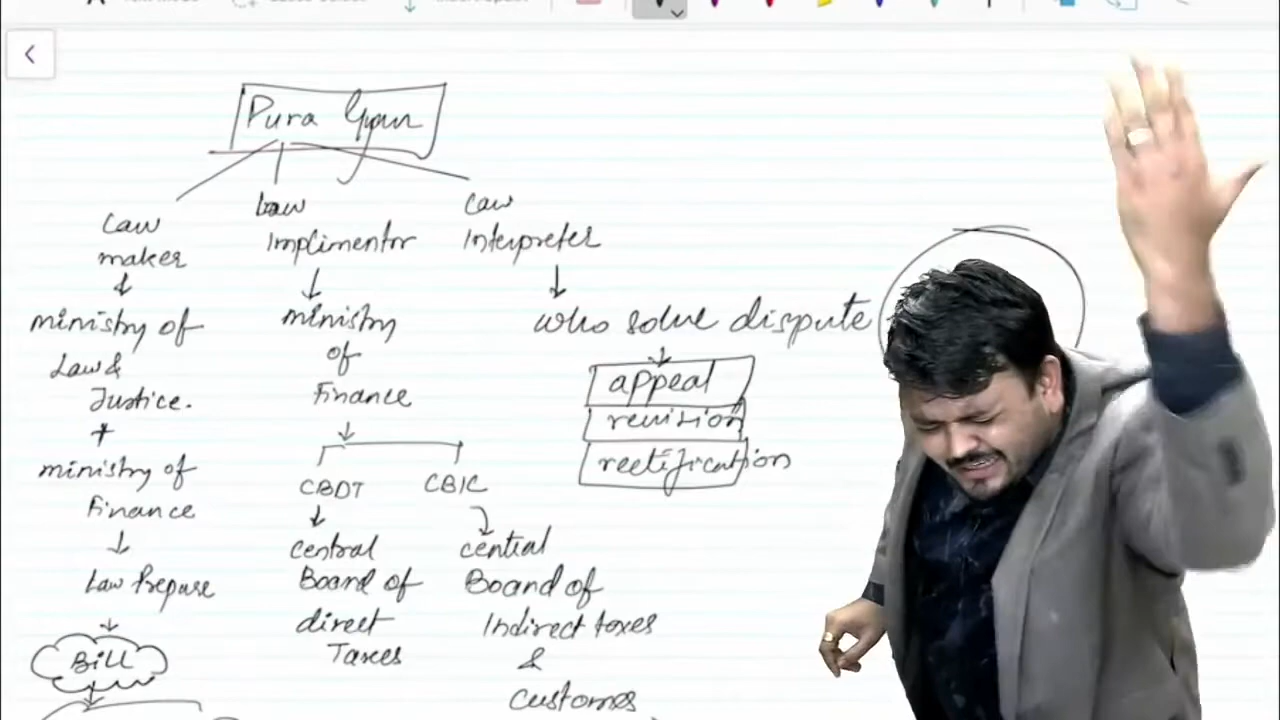 Pura Gyan
Law
maker
Law
Implimentor
Law
Interpreter
ministry of
Law &
Justice.
+
ministry of
Finance
Law Prepare
Bill
ministry
of
Finance
CBDT
CBIC
central
Board of
direct
Taxes
central
Board of
Indirect taxes
&
customes
who solve dispute
appeal
revision
rectification